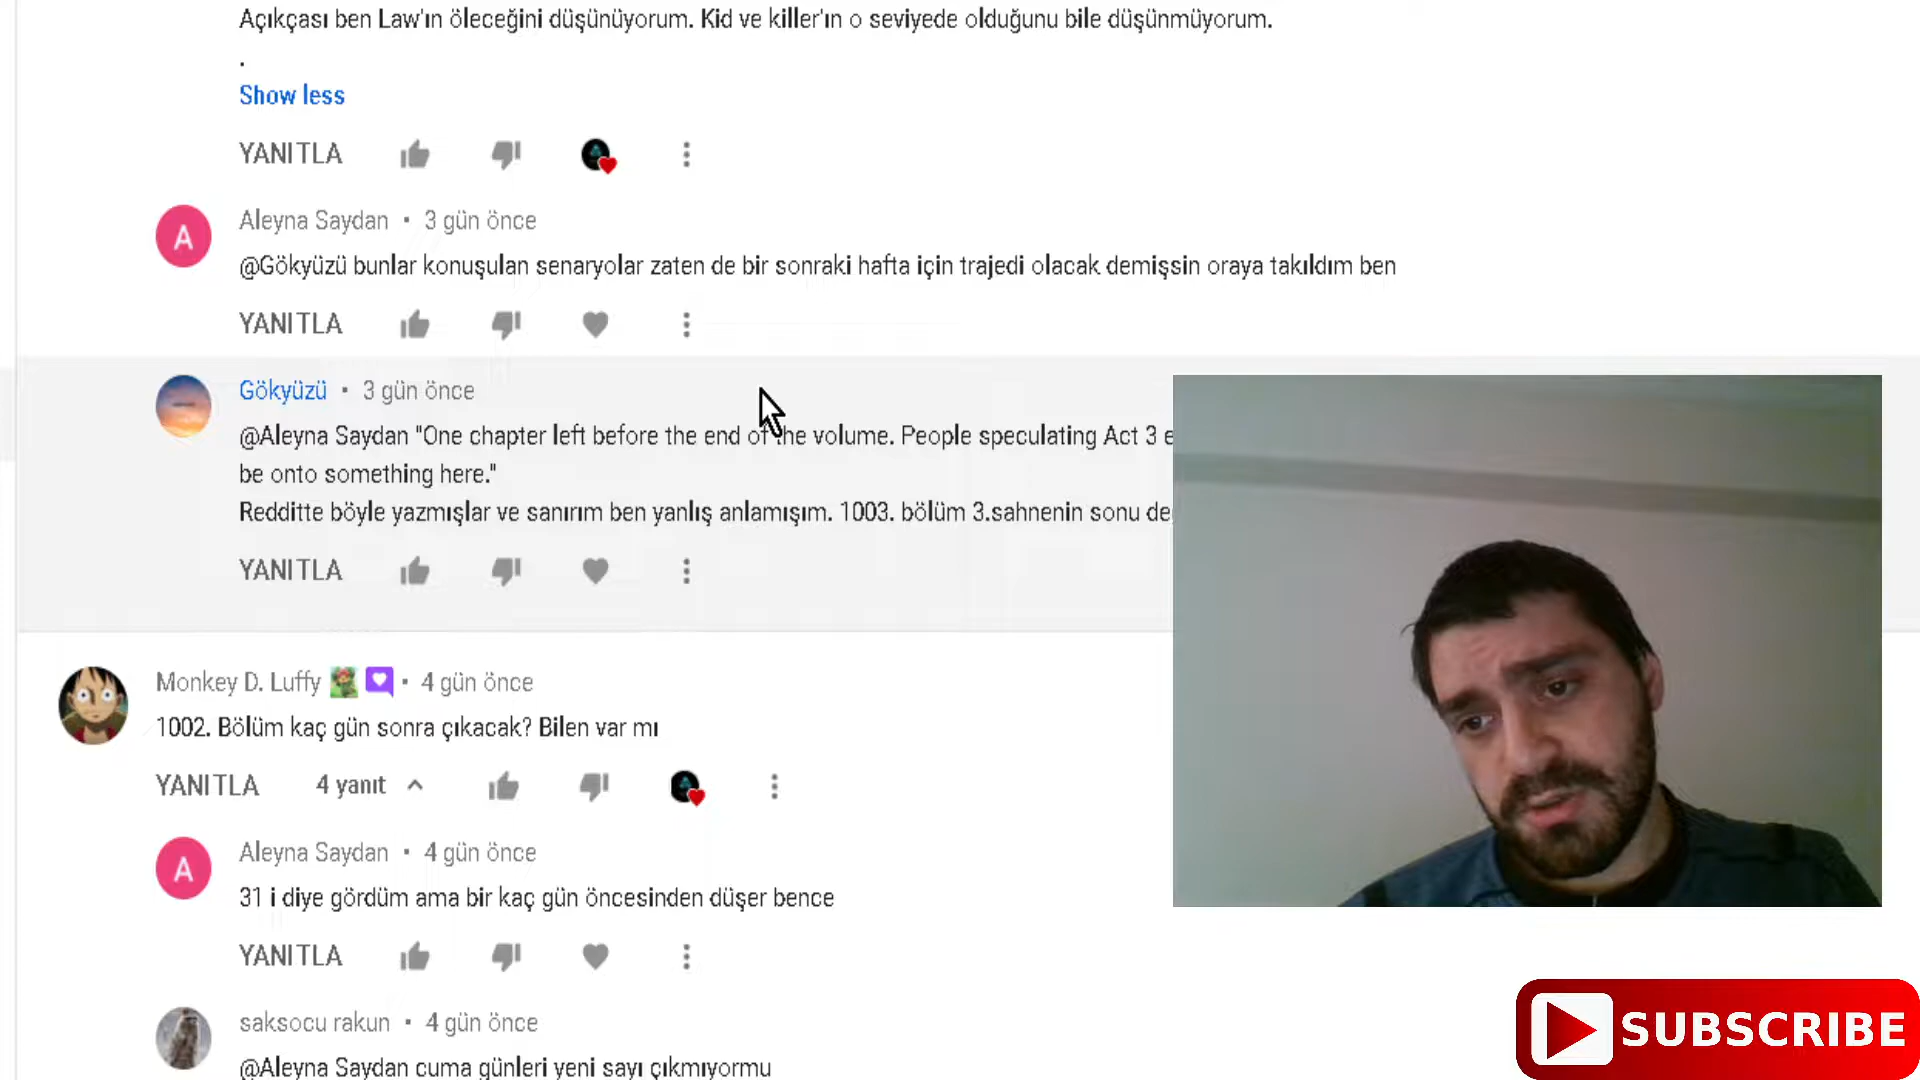 Açıkçası ben Law'ın öleceğini düşünüyorum. Kid ve killer'ın o seviyede olduğunu bile düşünmüyorum.
.
Show less
YANITLA
A
Aleyna Saydan • 3 gün önce
@Gökyüzü bunlar konuşulan senaryolar zaten de bir sonraki hafta için trajedi olacak demişsin oraya takıldım ben
YANITLA
Gökyüzü • 3 gün önce
@Aleyna Saydan "One chapter left before the end of the volume. People speculating Act 3 e
be onto something here."
Redditte böyle yazmışlar ve sanırım ben yanlış anlamışım. 1003. bölüm 3.sahnenin sonu de
YANITLA
Monkey D. Luffy • 4 gün önce
1002. Bölüm kaç gün sonra çıkacak? Bilen var mı
YANITLA 4 yanıt
A
Aleyna Saydan • 4 gün önce
31 i diye gördüm ama bir kaç gün öncesinden düşer bence
YANITLA
saksocu rakun • 4 gün önce
@Aleyna Saydan cuma günleri yeni sayı çıkmıyormu
SUBSCRIBE